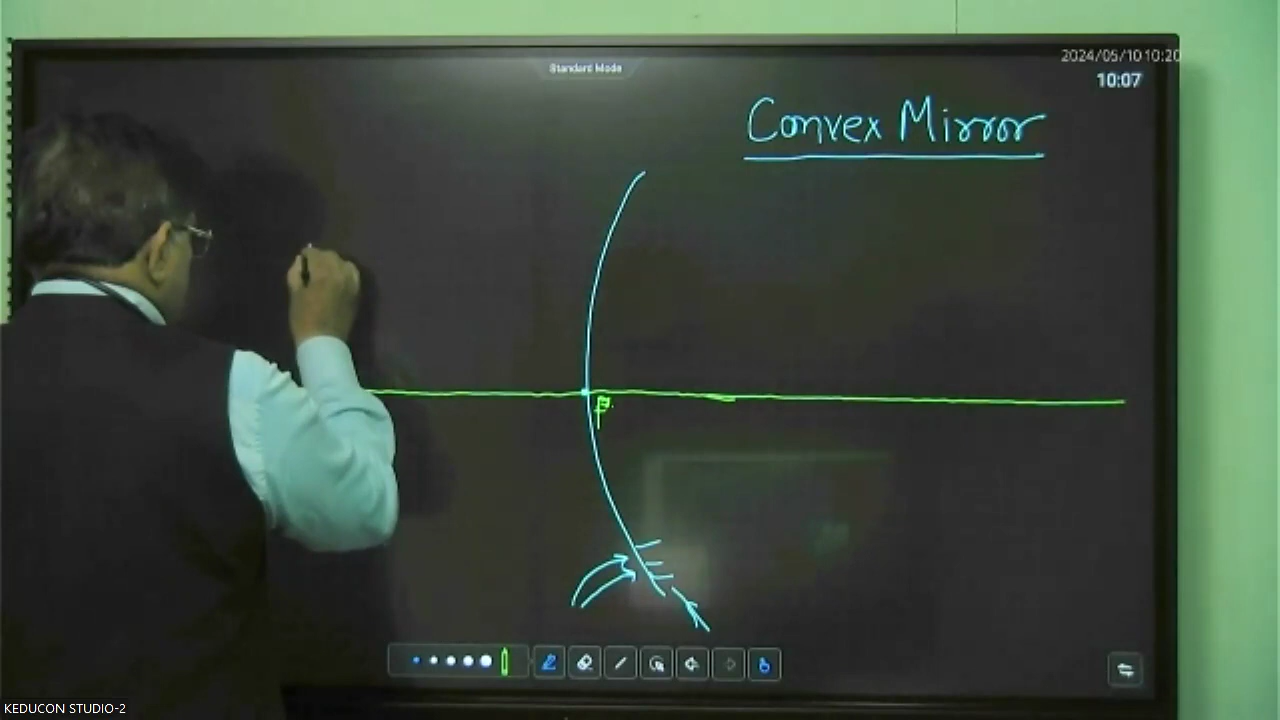 2024/05/10 10:20
Standard Mode
10:07
Convex Mirror
P
KEDUCON STUDIO-2